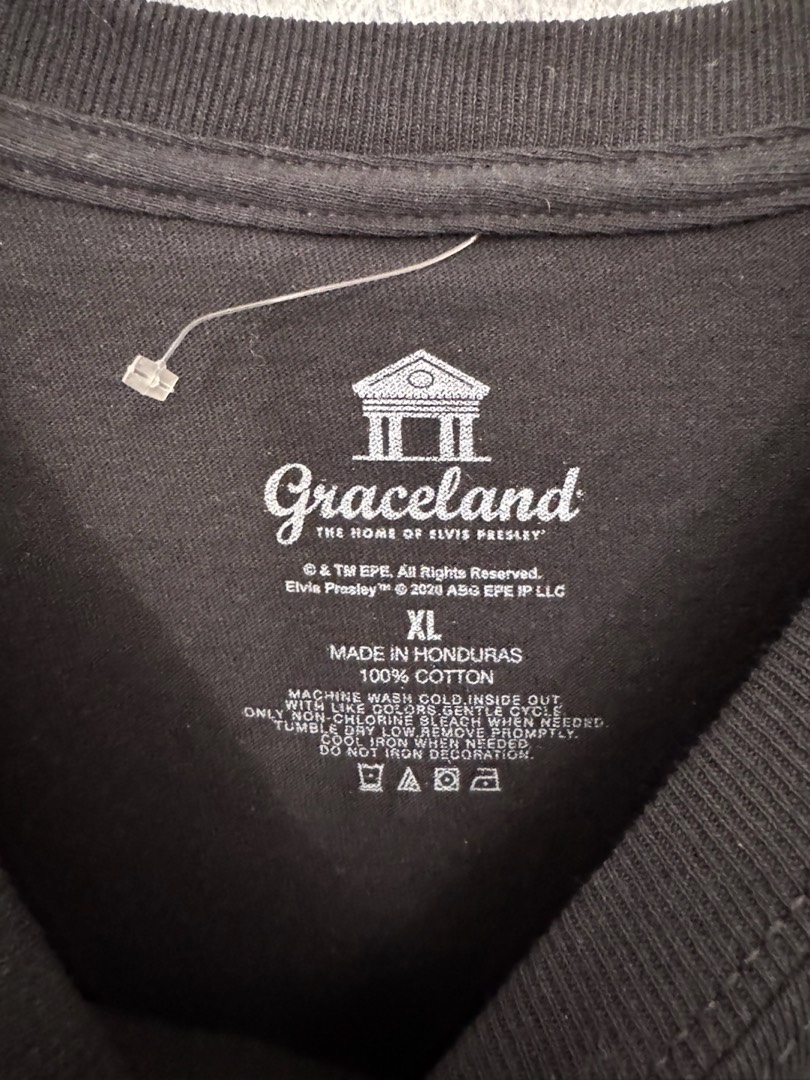 Graceland
THE HOME OF ELVIS PRESLEY
© & TM EPE. All Rights Reserved.
Elvis Presley™ © 2020 ABG EPE IP LLC
XL
MADE IN HONDURAS
100% COTTON
MACHINE WASH COLD.INSIDE OUT
WITH LIKE COLORS.GENTLE CYCLE.
ONLY NON-CHLORINE BLEACH WHEN NEEDED.
TUMBLE DRY LOW.REMOVE PROMPTLY.
COOL IRON WHEN NEEDED
DO NOT IRON DECORATION.